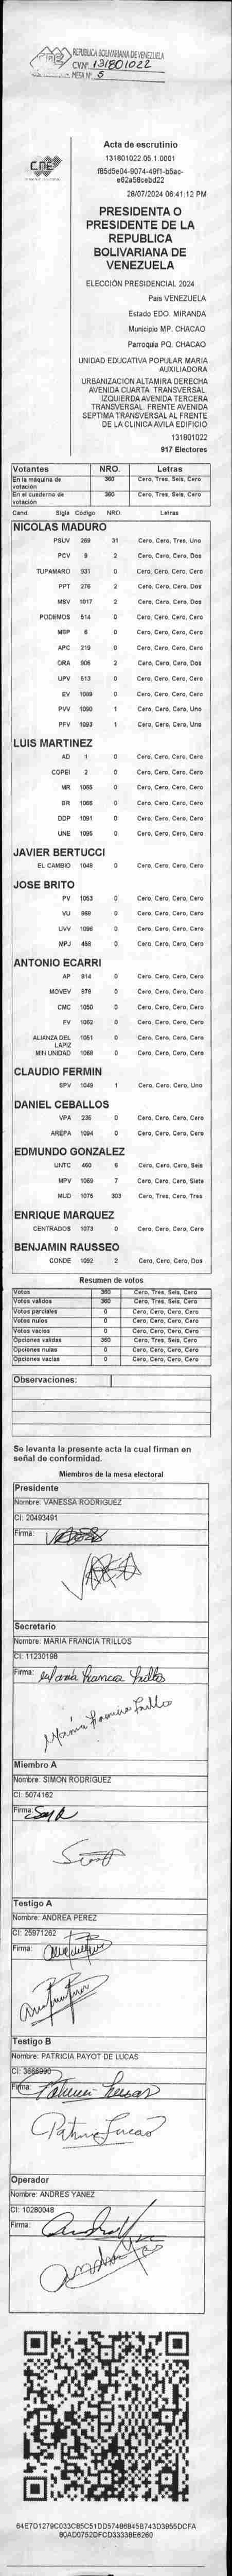 REPUBLICA BOLIVARIANA DE VENEZUELA
CV Nº 131801022
MESA Nº 5
CNE
Acta de escrutinio
131801022.05.1.0001
f85d5e04-9074-49f1-b5ac-
e62a58cebd22
28/07/2024 06:41:12 PM
PRESIDENTA O
PRESIDENTE DE LA
REPUBLICA
BOLIVARIANA DE
VENEZUELA
ELECCIÓN PRESIDENCIAL 2024
País VENEZUELA
Estado EDO. MIRANDA
Municipio MP. CHACAO
Parroquia PQ. CHACAO
UNIDAD EDUCATIVA POPULAR MARIA
AUXILIADORA
URBANIZACION ALTAMIRA DERECHA
AVENIDA CUARTA TRANSVERSAL.
IZQUIERDA AVENIDA TERCERA
TRANSVERSAL. FRENTE AVENIDA
SEPTIMA TRANSVERSAL AL FRENTE
DE LA CLINICA AVILA EDIFICIO
131801022
917 Electores
Votantes NRO. Letras
En la máquina de votación 360 Cero, Tres, Seis, Cero
En el cuaderno de votación 360 Cero, Tres, Seis, Cero
Cand. Sigla Código NRO. Letras
NICOLAS MADURO
PSUV 269 31 Cero, Cero, Tres, Uno
PCV 9 2 Cero, Cero, Cero, Dos
TUPAMARO 931 0 Cero, Cero, Cero, Cero
PPT 276 2 Cero, Cero, Cero, Dos
MSV 1017 2 Cero, Cero, Cero, Dos
PODEMOS 514 0 Cero, Cero, Cero, Cero
MEP 6 0 Cero, Cero, Cero, Cero
APC 219 0 Cero, Cero, Cero, Cero
ORA 906 2 Cero, Cero, Cero, Dos
UPV 513 0 Cero, Cero, Cero, Cero
EV 1089 0 Cero, Cero, Cero, Cero
PVV 1090 1 Cero, Cero, Cero, Uno
PFV 1093 1 Cero, Cero, Cero, Uno
LUIS MARTINEZ
AD 1 0 Cero, Cero, Cero, Cero
COPEI 2 0 Cero, Cero, Cero, Cero
MR 1065 0 Cero, Cero, Cero, Cero
BR 1066 0 Cero, Cero, Cero, Cero
DDP 1091 0 Cero, Cero, Cero, Cero
UNE 1095 0 Cero, Cero, Cero, Cero
JAVIER BERTUCCI
EL CAMBIO 1048 0 Cero, Cero, Cero, Cero
JOSE BRITO
PV 1053 0 Cero, Cero, Cero, Cero
VU 868 0 Cero, Cero, Cero, Cero
UVV 1096 0 Cero, Cero, Cero, Cero
MPJ 458 0 Cero, Cero, Cero, Cero
ANTONIO ECARRI
AP 814 0 Cero, Cero, Cero, Cero
MOVEV 678 0 Cero, Cero, Cero, Cero
CMC 1050 0 Cero, Cero, Cero, Cero
FV 1062 0 Cero, Cero, Cero, Cero
ALIANZA DEL LAPIZ 1051 0 Cero, Cero, Cero, Cero
MIN UNIDAD 1068 0 Cero, Cero, Cero, Cero
CLAUDIO FERMIN
SPV 1049 1 Cero, Cero, Cero, Uno
DANIEL CEBALLOS
VPA 236 0 Cero, Cero, Cero, Cero
AREPA 1094 0 Cero, Cero, Cero, Cero
EDMUNDO GONZALEZ
UNTC 460 6 Cero, Cero, Cero, Seis
MPV 1069 7 Cero, Cero, Cero, Siete
MUD 1075 303 Cero, Tres, Cero, Tres
ENRIQUE MARQUEZ
CENTRADOS 1073 0 Cero, Cero, Cero, Cero
BENJAMIN RAUSSEO
CONDE 1092 2 Cero, Cero, Cero, Dos
Resumen de votos
Votos 360 Cero, Tres, Seis, Cero
Votos validos 360 Cero, Tres, Seis, Cero
Votos parciales 0 Cero, Cero, Cero, Cero
Votos nulos 0 Cero, Cero, Cero, Cero
Votos vacios 0 Cero, Cero, Cero, Cero
Opciones validas 360 Cero, Tres, Seis, Cero
Opciones nulas 0 Cero, Cero, Cero, Cero
Opciones vacias 0 Cero, Cero, Cero, Cero
Observaciones:
Se levanta la presente acta la cual firman en
señal de conformidad.
Miembros de la mesa electoral
Presidente
Nombre: VANESSA RODRIGUEZ
CI: 20493491
Firma:
Secretario
Nombre: MARIA FRANCIA TRILLOS
CI: 11230198
Firma: Maria Francia Trillos
Maria Francia Trillos
Miembro A
Nombre: SIMON RODRIGUEZ
CI: 5074162
Firma:
Testigo A
Nombre: ANDREA PEREZ
CI: 25971262
Firma:
Testigo B
Nombre: PATRICIA PAYOT DE LUCAS
CI: 3666990
Firma:
Operador
Nombre: ANDRES YANEZ
CI: 10280048
Firma:
64E7D1279C033C85C51DD574B6845B743D3955DCFA
80AD0752DFCD33338E6260